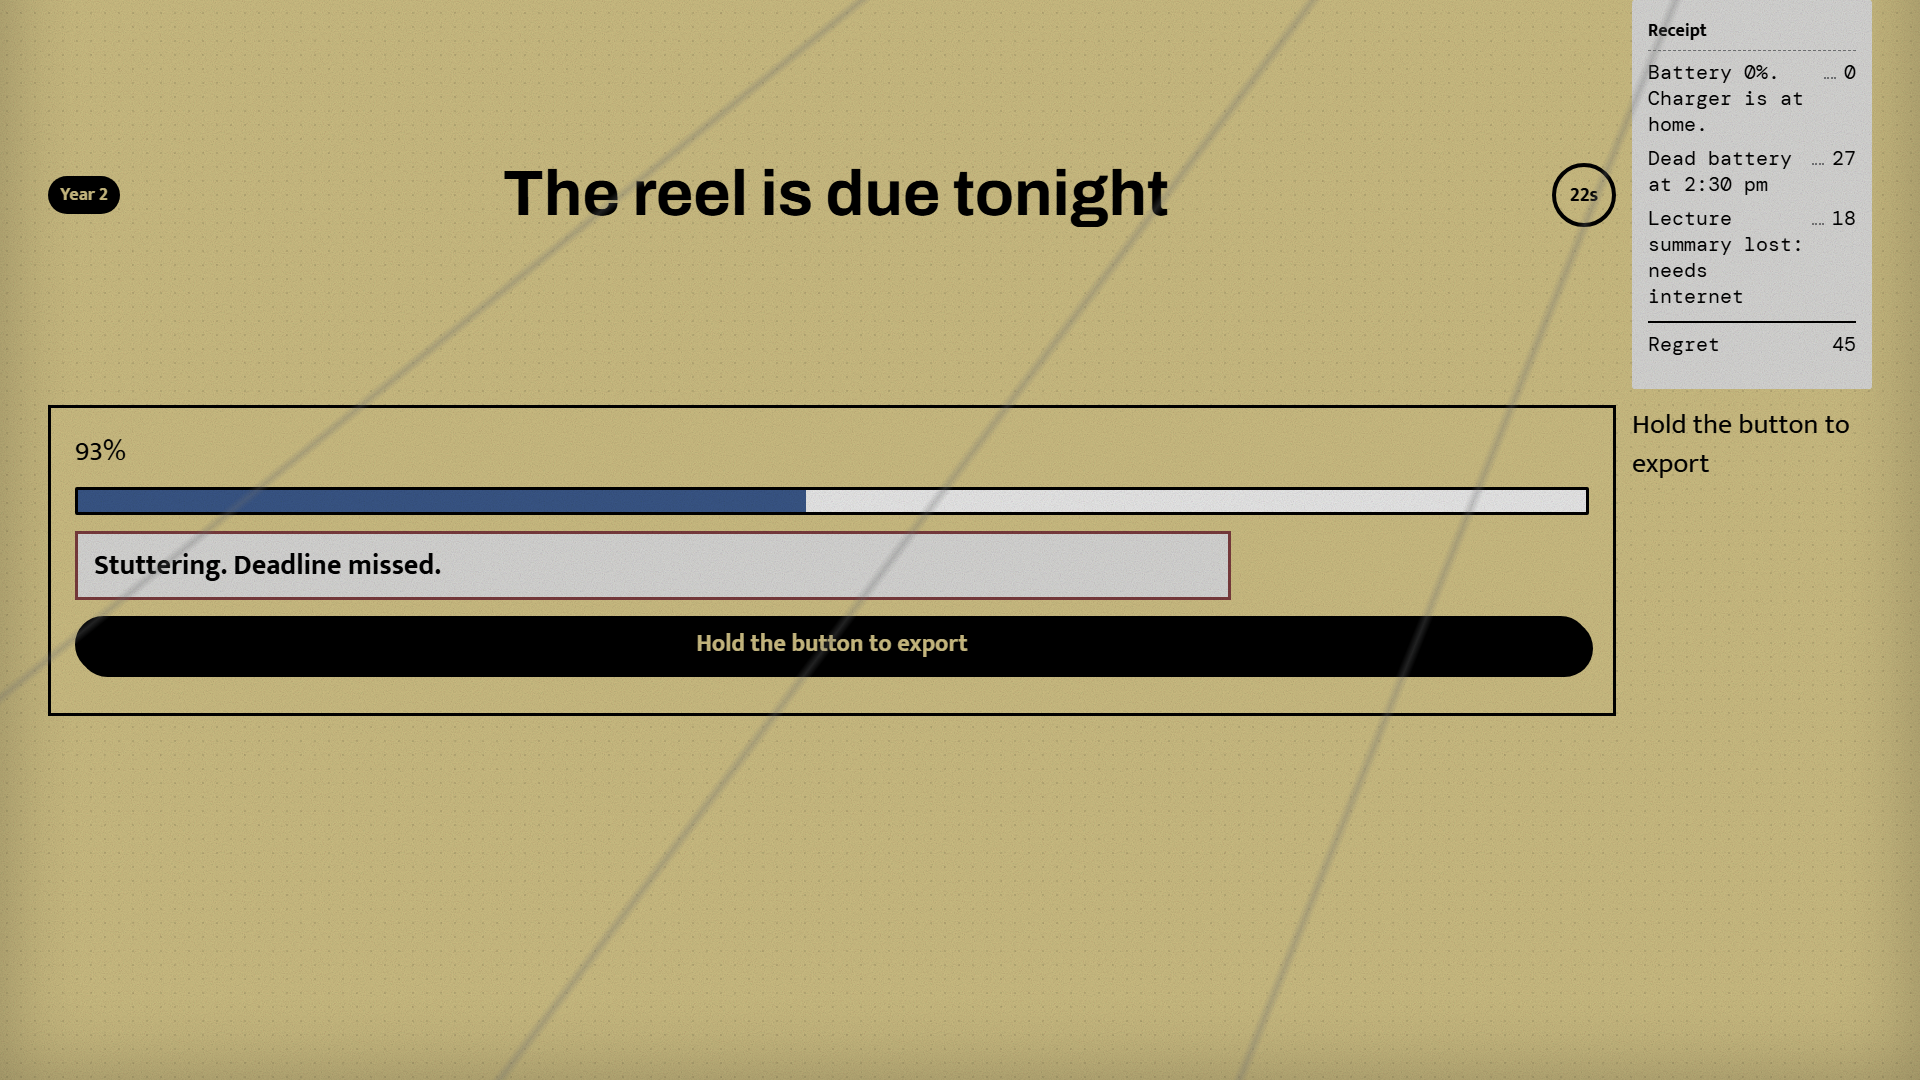 Year 2
The reel is due tonight
22s
Receipt
Battery 0%. .... 0
Charger is at
home.
Dead battery .... 27
at 2:30 pm
Lecture .... 18
summary lost:
needs
internet
Regret 45
Hold the button to
export
93%
Stuttering. Deadline missed.
Hold the button to export